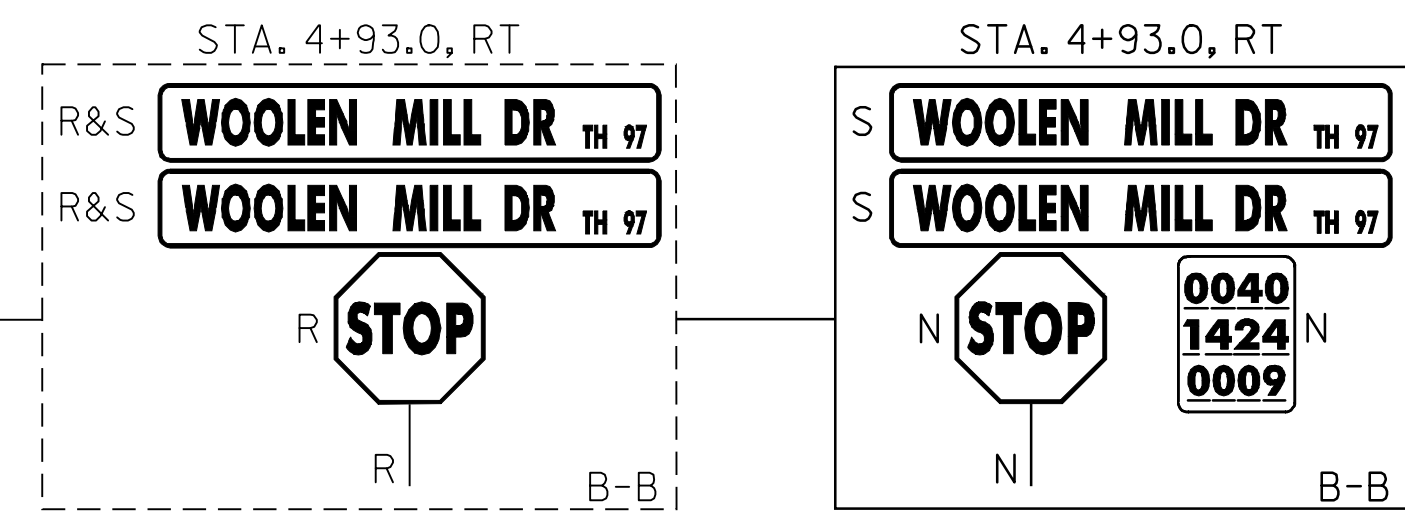 STA. 4+93.0, RT
R&S WOOLEN MILL DR TH 97
R&S WOOLEN MILL DR TH 97
R STOP
R
B-B
STA. 4+93.0, RT
S WOOLEN MILL DR TH 97
S WOOLEN MILL DR TH 97
N STOP
0040
1424 N
0009
N
B-B